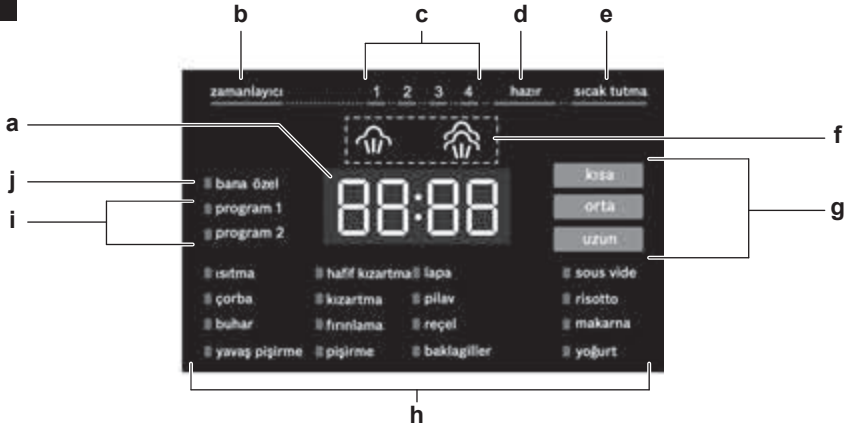 b c d e
zamanlayıcı 1 2 3 4 hazır sıcak tutma
a f
j bana özel 88:88 kısa
i program 1 orta g
program 2 uzun
ısıtma hafif kızartma lapa sous vide
çorba kızartma pilav risotto
buhar fırınlama reçel makarna
yavaş pişirme pişirme baklagiller yoğurt
h